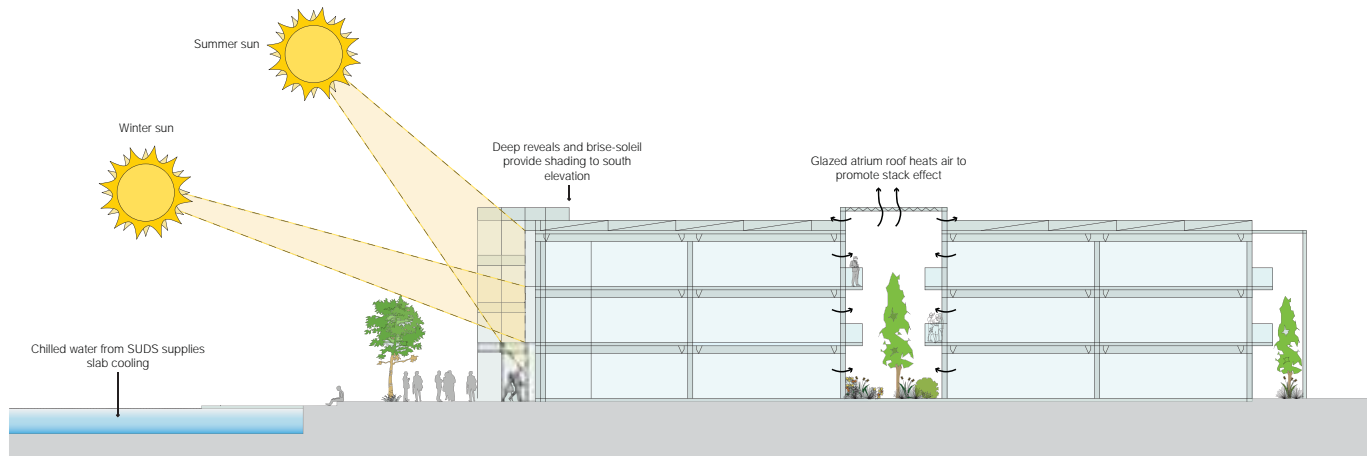 Summer sun
Winter sun
Deep reveals and brise-soleil
provide shading to south
elevation
Glazed atrium roof heats air to
promote stack effect
Chilled water from SUDS supplies
slab cooling